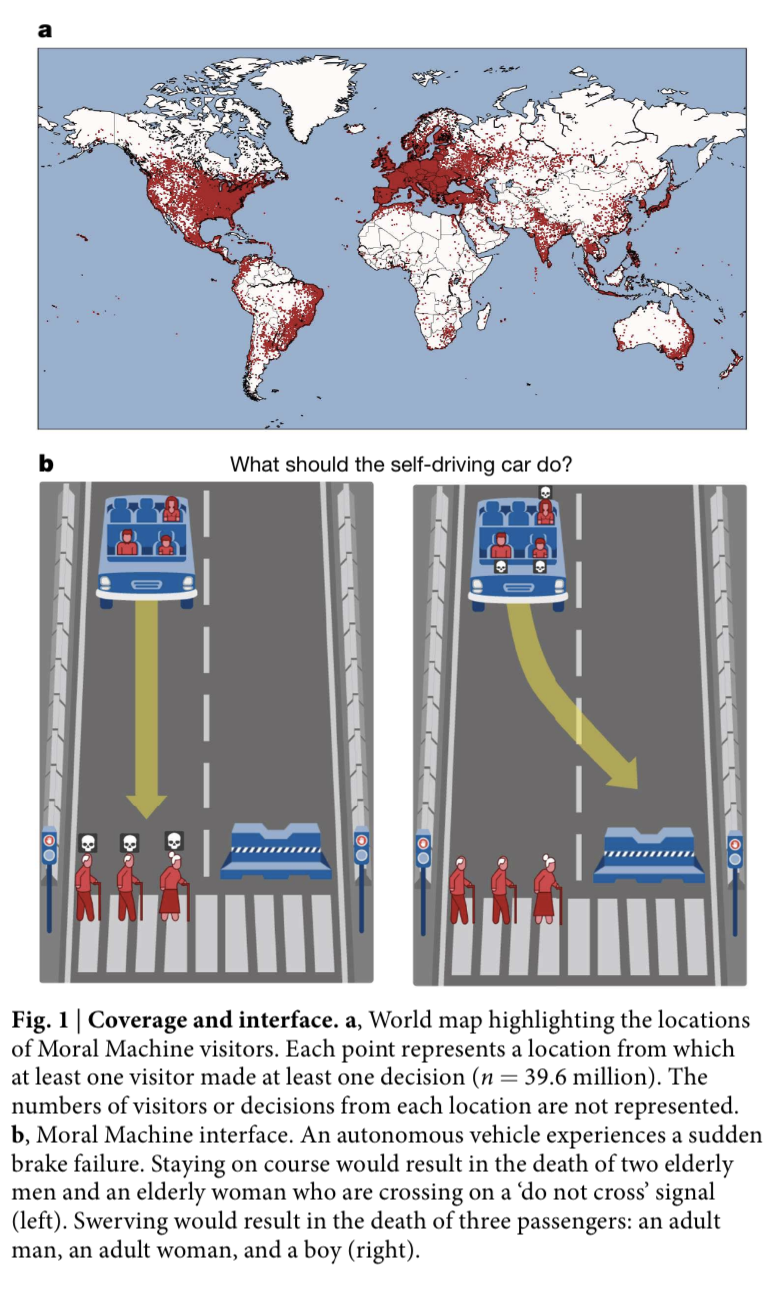 a
b
What should the self-driving car do?
Fig. 1 | Coverage and interface. a, World map highlighting the locations
of Moral Machine visitors. Each point represents a location from which
at least one visitor made at least one decision (n = 39.6 million). The
numbers of visitors or decisions from each location are not represented.
b, Moral Machine interface. An autonomous vehicle experiences a sudden
brake failure. Staying on course would result in the death of two elderly
men and an elderly woman who are crossing on a ‘do not cross’ signal
(left). Swerving would result in the death of three passengers: an adult
man, an adult woman, and a boy (right).